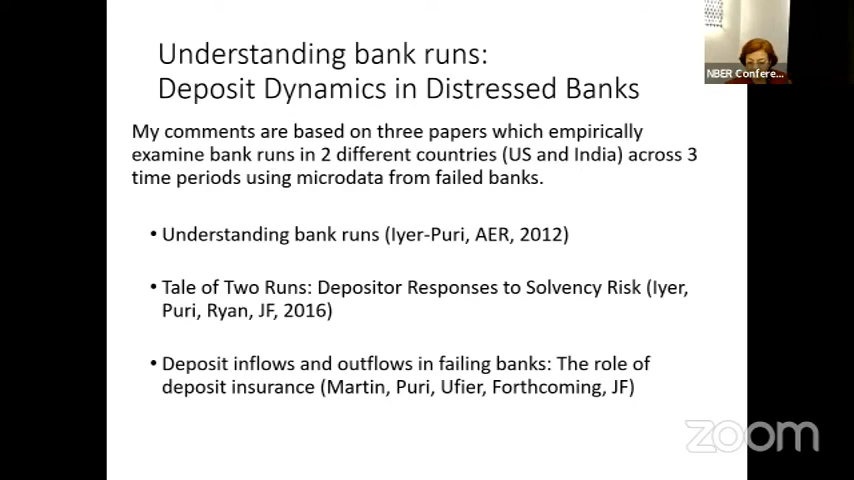 Understanding bank runs:
Deposit Dynamics in Distressed Banks
NBER Confere...
My comments are based on three papers which empirically
examine bank runs in 2 different countries (US and India) across 3
time periods using microdata from failed banks.
• Understanding bank runs (Iyer-Puri, AER, 2012)
• Tale of Two Runs: Depositor Responses to Solvency Risk (Iyer,
Puri, Ryan, JF, 2016)
• Deposit inflows and outflows in failing banks: The role of
deposit insurance (Martin, Puri, Ufier, Forthcoming, JF)
zoom